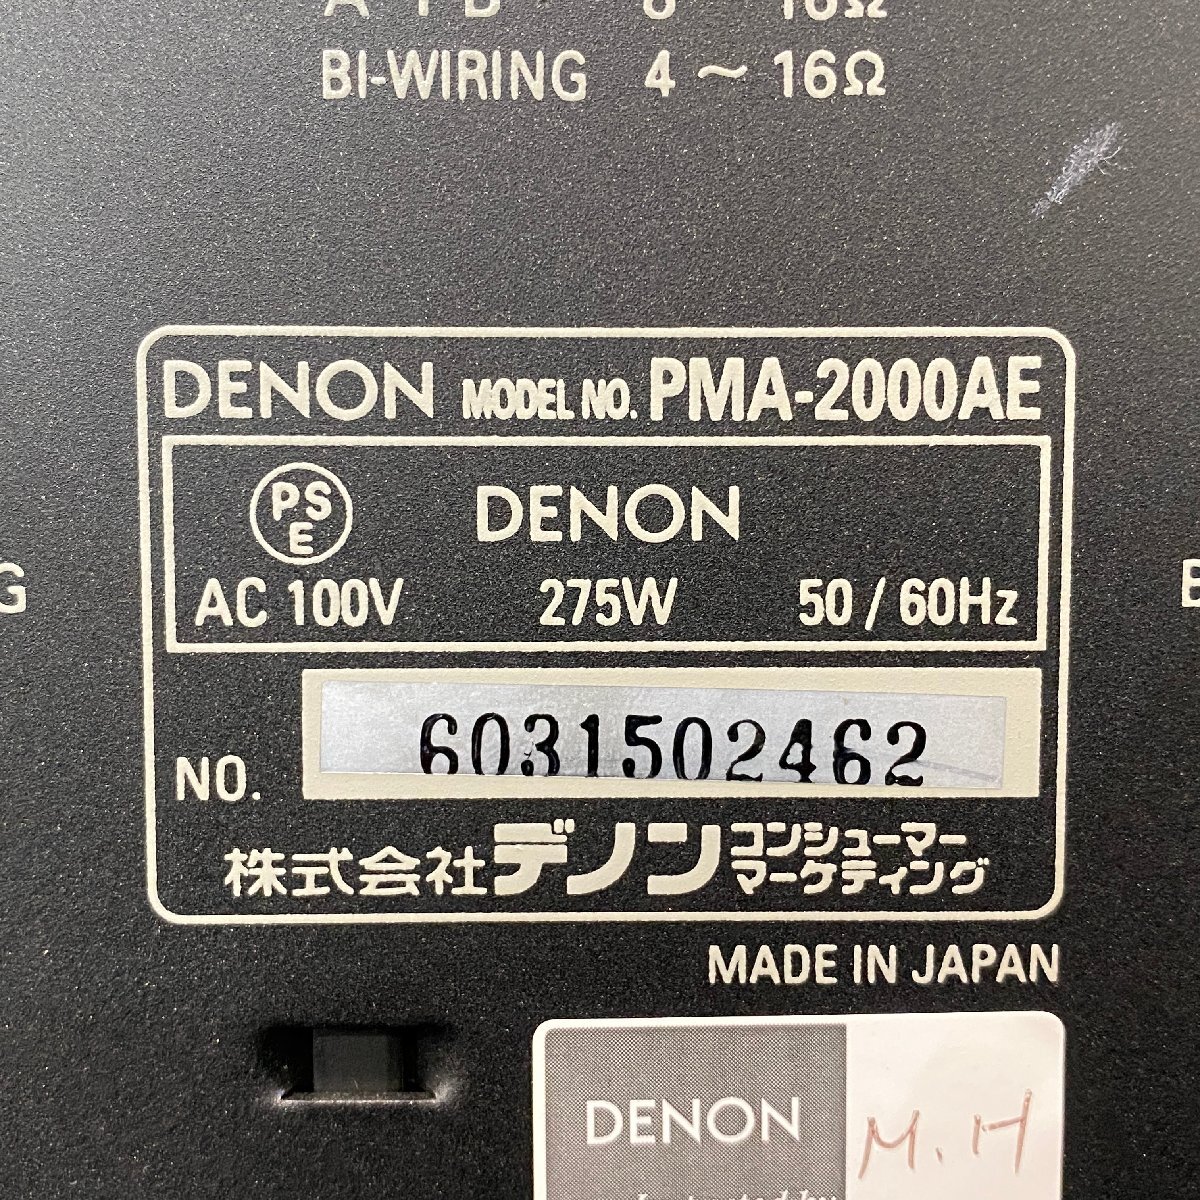 A + B 8 ~ 16Ω
BI-WIRING 4 ~ 16Ω
DENON MODEL NO. PMA-2000AE
PS
E
DENON
AC 100V 275W 50 / 60Hz
NO. 6031502462
株式会社デノン コンシューマー
マーケティング
MADE IN JAPAN
DENON
M.H